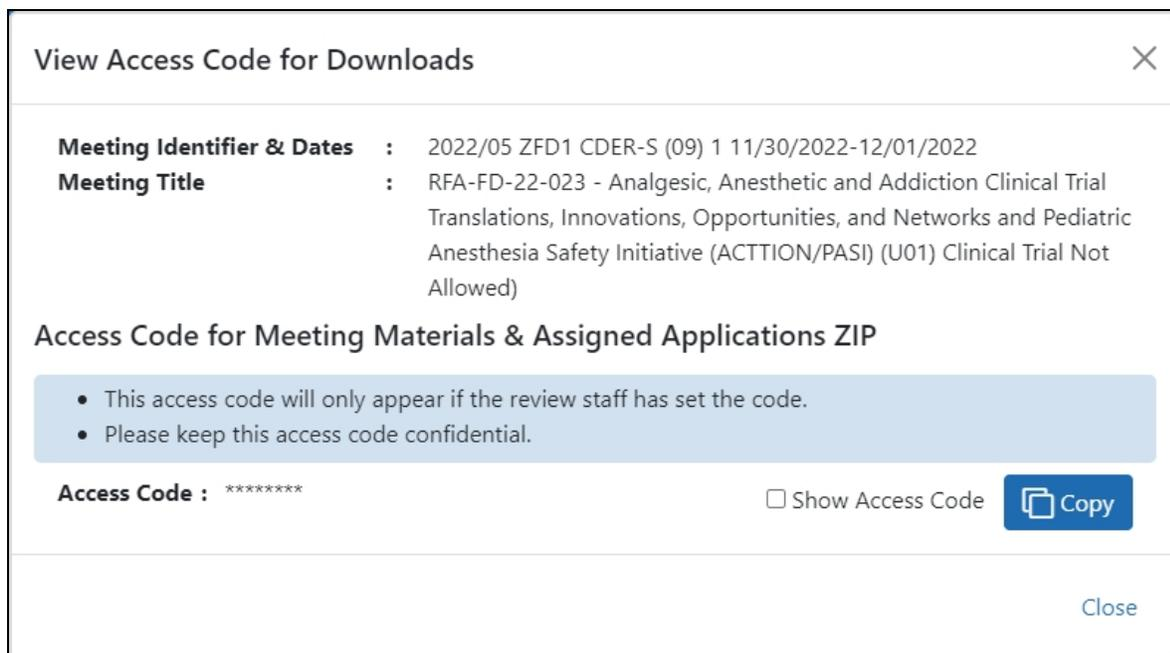 View Access Code for Downloads
Meeting Identifier & Dates : 2022/05 ZFD1 CDER-S (09) 1 11/30/2022-12/01/2022
Meeting Title : RFA-FD-22-023 - Analgesic, Anesthetic and Addiction Clinical Trial
Translations, Innovations, Opportunities, and Networks and Pediatric
Anesthesia Safety Initiative (ACTTION/PASI) (U01) Clinical Trial Not
Allowed)
Access Code for Meeting Materials & Assigned Applications ZIP
• This access code will only appear if the review staff has set the code.
• Please keep this access code confidential.
Access Code : ******** Show Access Code Copy
Close